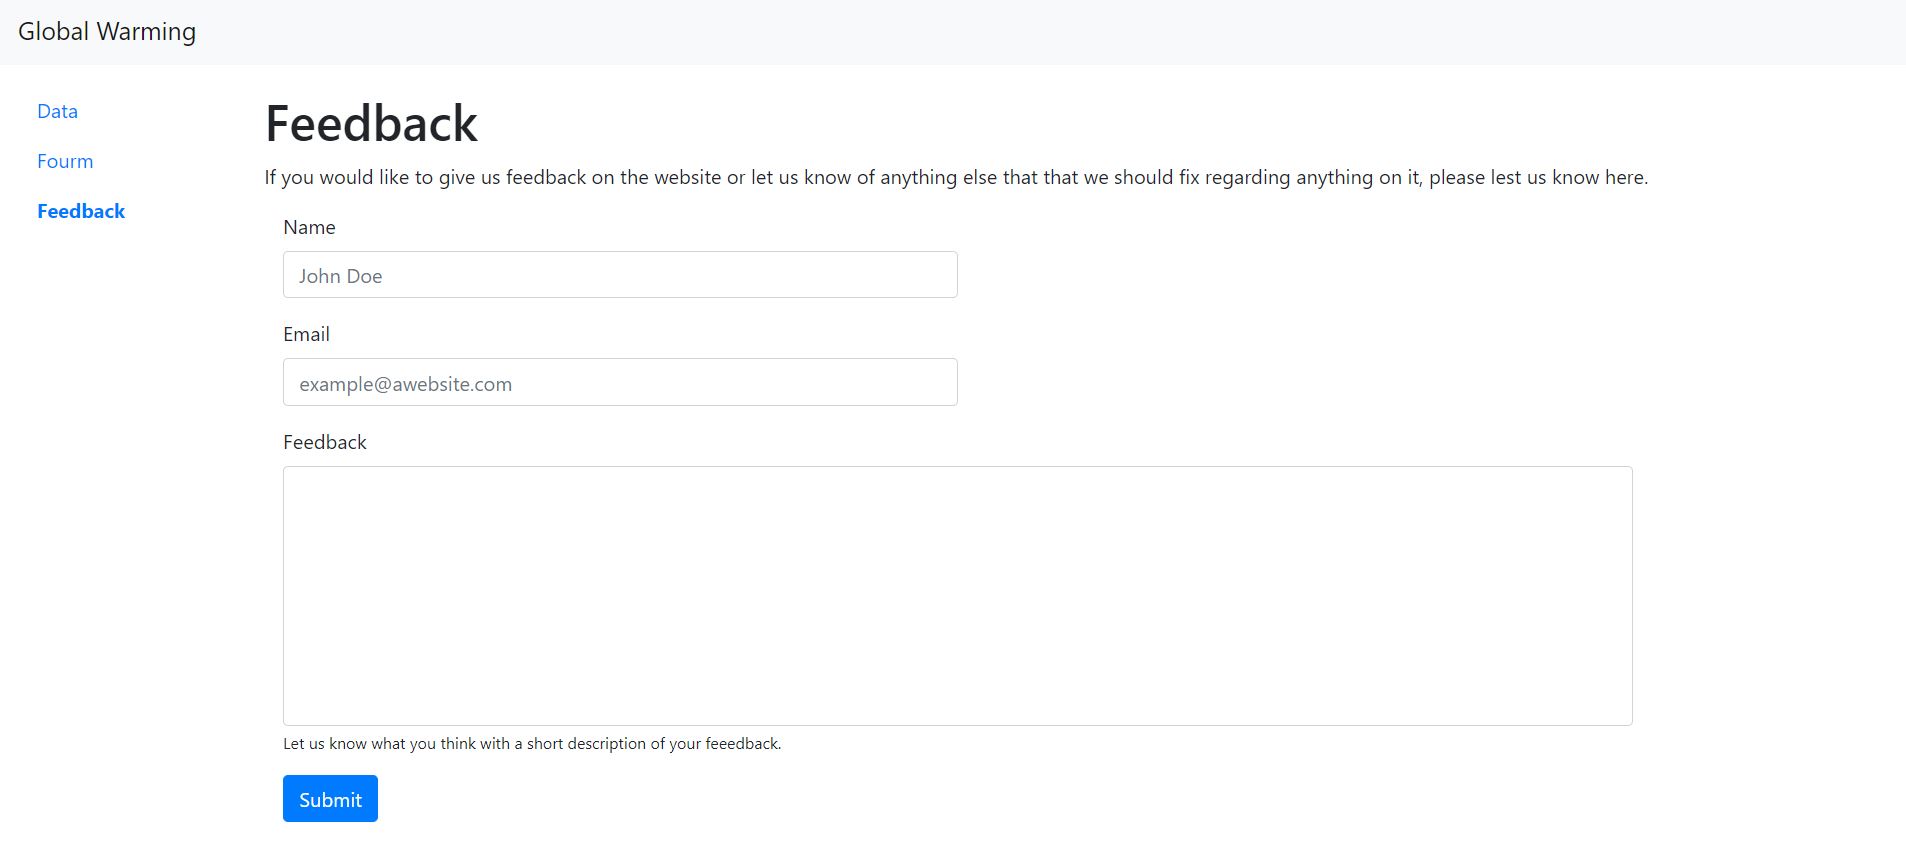 Global Warming
Data
Fourm
Feedback
Feedback
If you would like to give us feedback on the website or let us know of anything else that that we should fix regarding anything on it, please lest us know here.
Name
John Doe
Email
example@awebsite.com
Feedback
Let us know what you think with a short description of your feeedback.
Submit